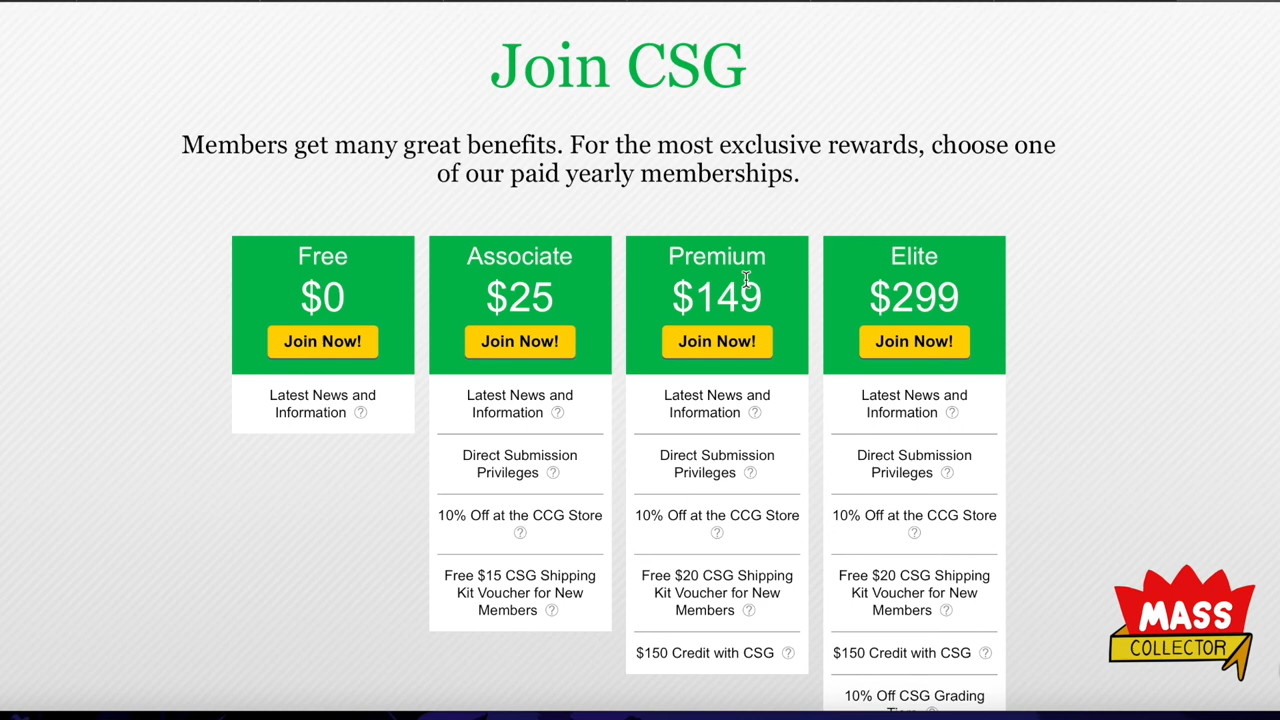 Join CSG
Members get many great benefits. For the most exclusive rewards, choose one
of our paid yearly memberships.
Free
$0
Join Now!
Latest News and
Information ?
Associate
$25
Join Now!
Latest News and
Information ?
Direct Submission
Privileges ?
10% Off at the CCG Store
?
Free $15 CSG Shipping
Kit Voucher for New
Members ?
Premium
$149
Join Now!
Latest News and
Information ?
Direct Submission
Privileges ?
10% Off at the CCG Store
?
Free $20 CSG Shipping
Kit Voucher for New
Members ?
$150 Credit with CSG ?
Elite
$299
Join Now!
Latest News and
Information ?
Direct Submission
Privileges ?
10% Off at the CCG Store
?
Free $20 CSG Shipping
Kit Voucher for New
Members ?
$150 Credit with CSG ?
10% Off CSG Grading
MASS
COLLECTOR